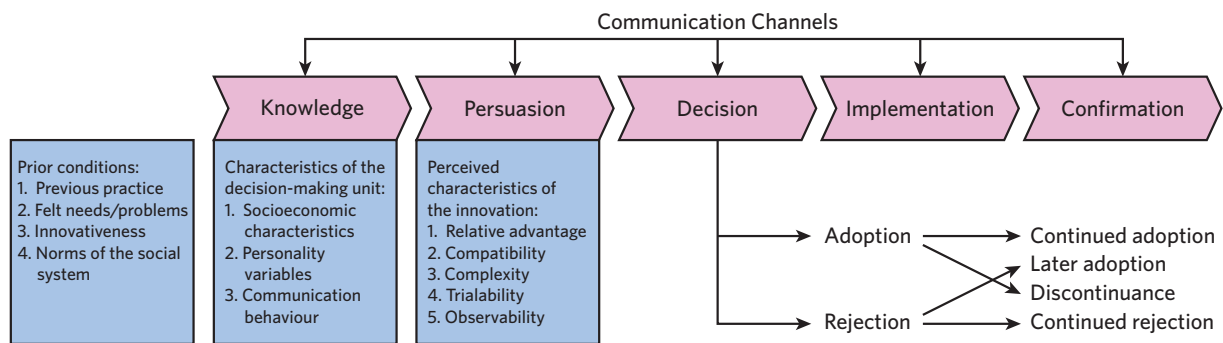 Communication Channels
Knowledge
Persuasion
Decision
Implementation
Confirmation
Prior conditions:
1. Previous practice
2. Felt needs/problems
3. Innovativeness
4. Norms of the social
system
Characteristics of the
decision-making unit:
1. Socioeconomic
characteristics
2. Personality
variables
3. Communication
behaviour
Perceived
characteristics of
the innovation:
1. Relative advantage
2. Compatibility
3. Complexity
4. Trialability
5. Observability
Adoption
Rejection
Continued adoption
Later adoption
Discontinuance
Continued rejection